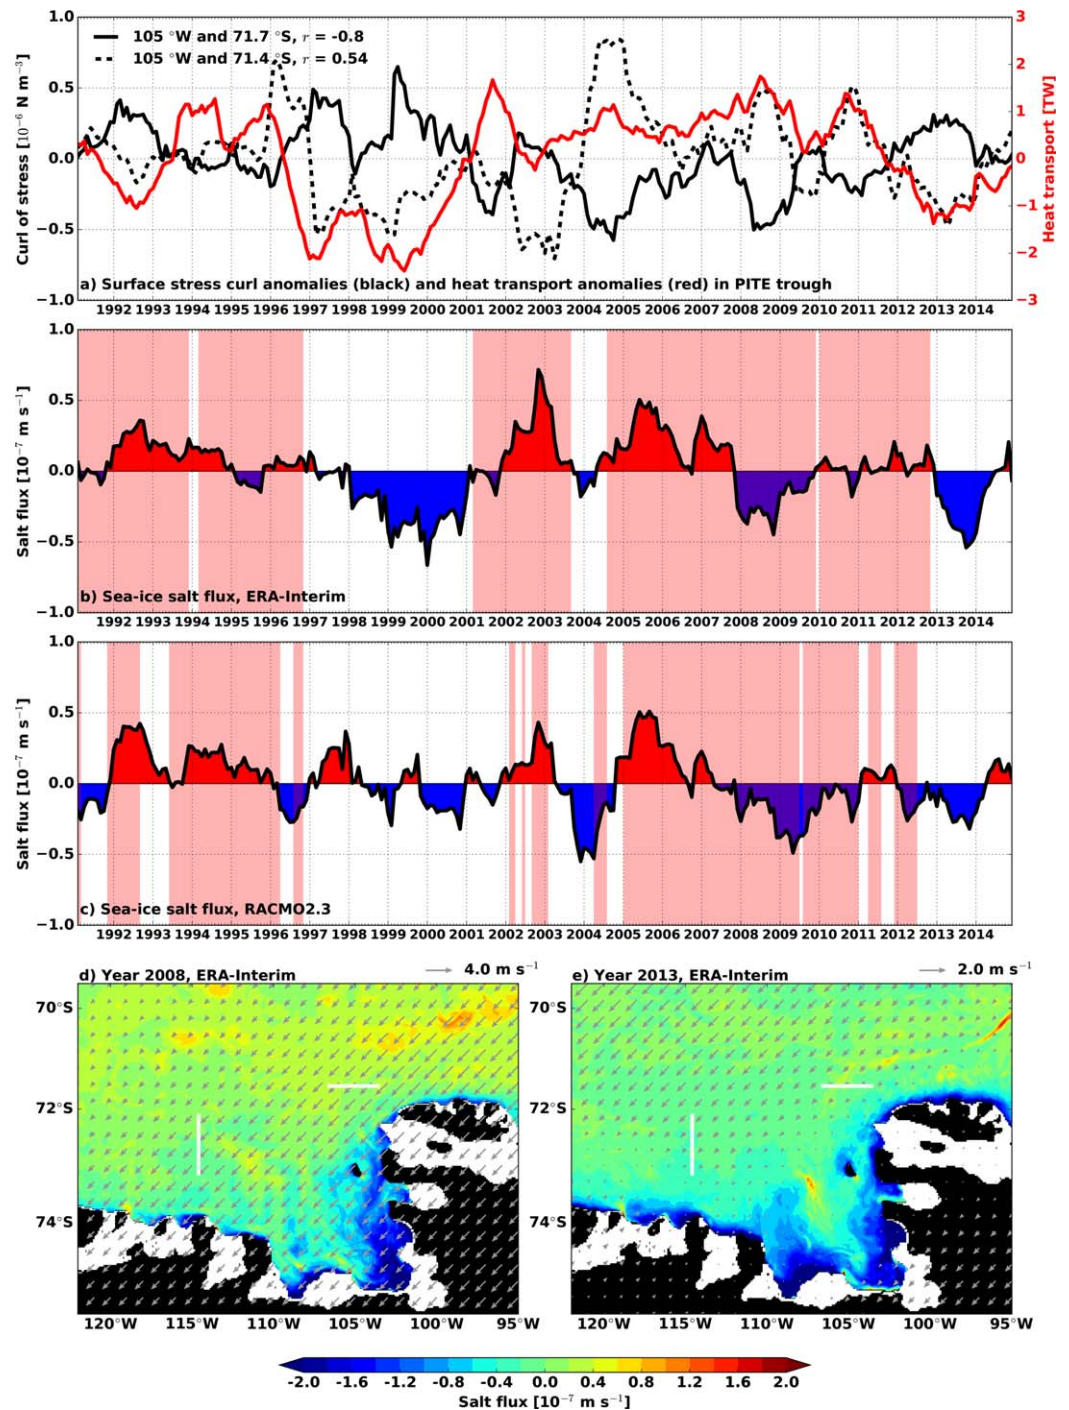 105 °W and 71.7 °S, r = -0.8
105 °W and 71.4 °S, r = 0.54
1.0
0.5
0.0
−0.5
−1.0
Curl of stress [10⁻⁶ N m⁻³]
3
2
1
0
−1
−2
−3
Heat transport [TW]
a) Surface stress curl anomalies (black) and heat transport anomalies (red) in PITE trough
1992 1993 1994 1995 1996 1997 1998 1999 2000 2001 2002 2003 2004 2005 2006 2007 2008 2009 2010 2011 2012 2013 2014
1.0
0.5
0.0
−0.5
−1.0
Salt flux [10⁻⁷ m s⁻¹]
b) Sea-ice salt flux, ERA-Interim
1992 1993 1994 1995 1996 1997 1998 1999 2000 2001 2002 2003 2004 2005 2006 2007 2008 2009 2010 2011 2012 2013 2014
1.0
0.5
0.0
−0.5
−1.0
Salt flux [10⁻⁷ m s⁻¹]
c) Sea-ice salt flux, RACMO2.3
1992 1993 1994 1995 1996 1997 1998 1999 2000 2001 2002 2003 2004 2005 2006 2007 2008 2009 2010 2011 2012 2013 2014
d) Year 2008, ERA-Interim
4.0 m s⁻¹
70°S
72°S
74°S
120°W 115°W 110°W 105°W 100°W 95°W
e) Year 2013, ERA-Interim
2.0 m s⁻¹
70°S
72°S
74°S
120°W 115°W 110°W 105°W 100°W 95°W
-2.0 -1.6 -1.2 -0.8 -0.4 0.0 0.4 0.8 1.2 1.6 2.0
Salt flux [10⁻⁷ m s⁻¹]